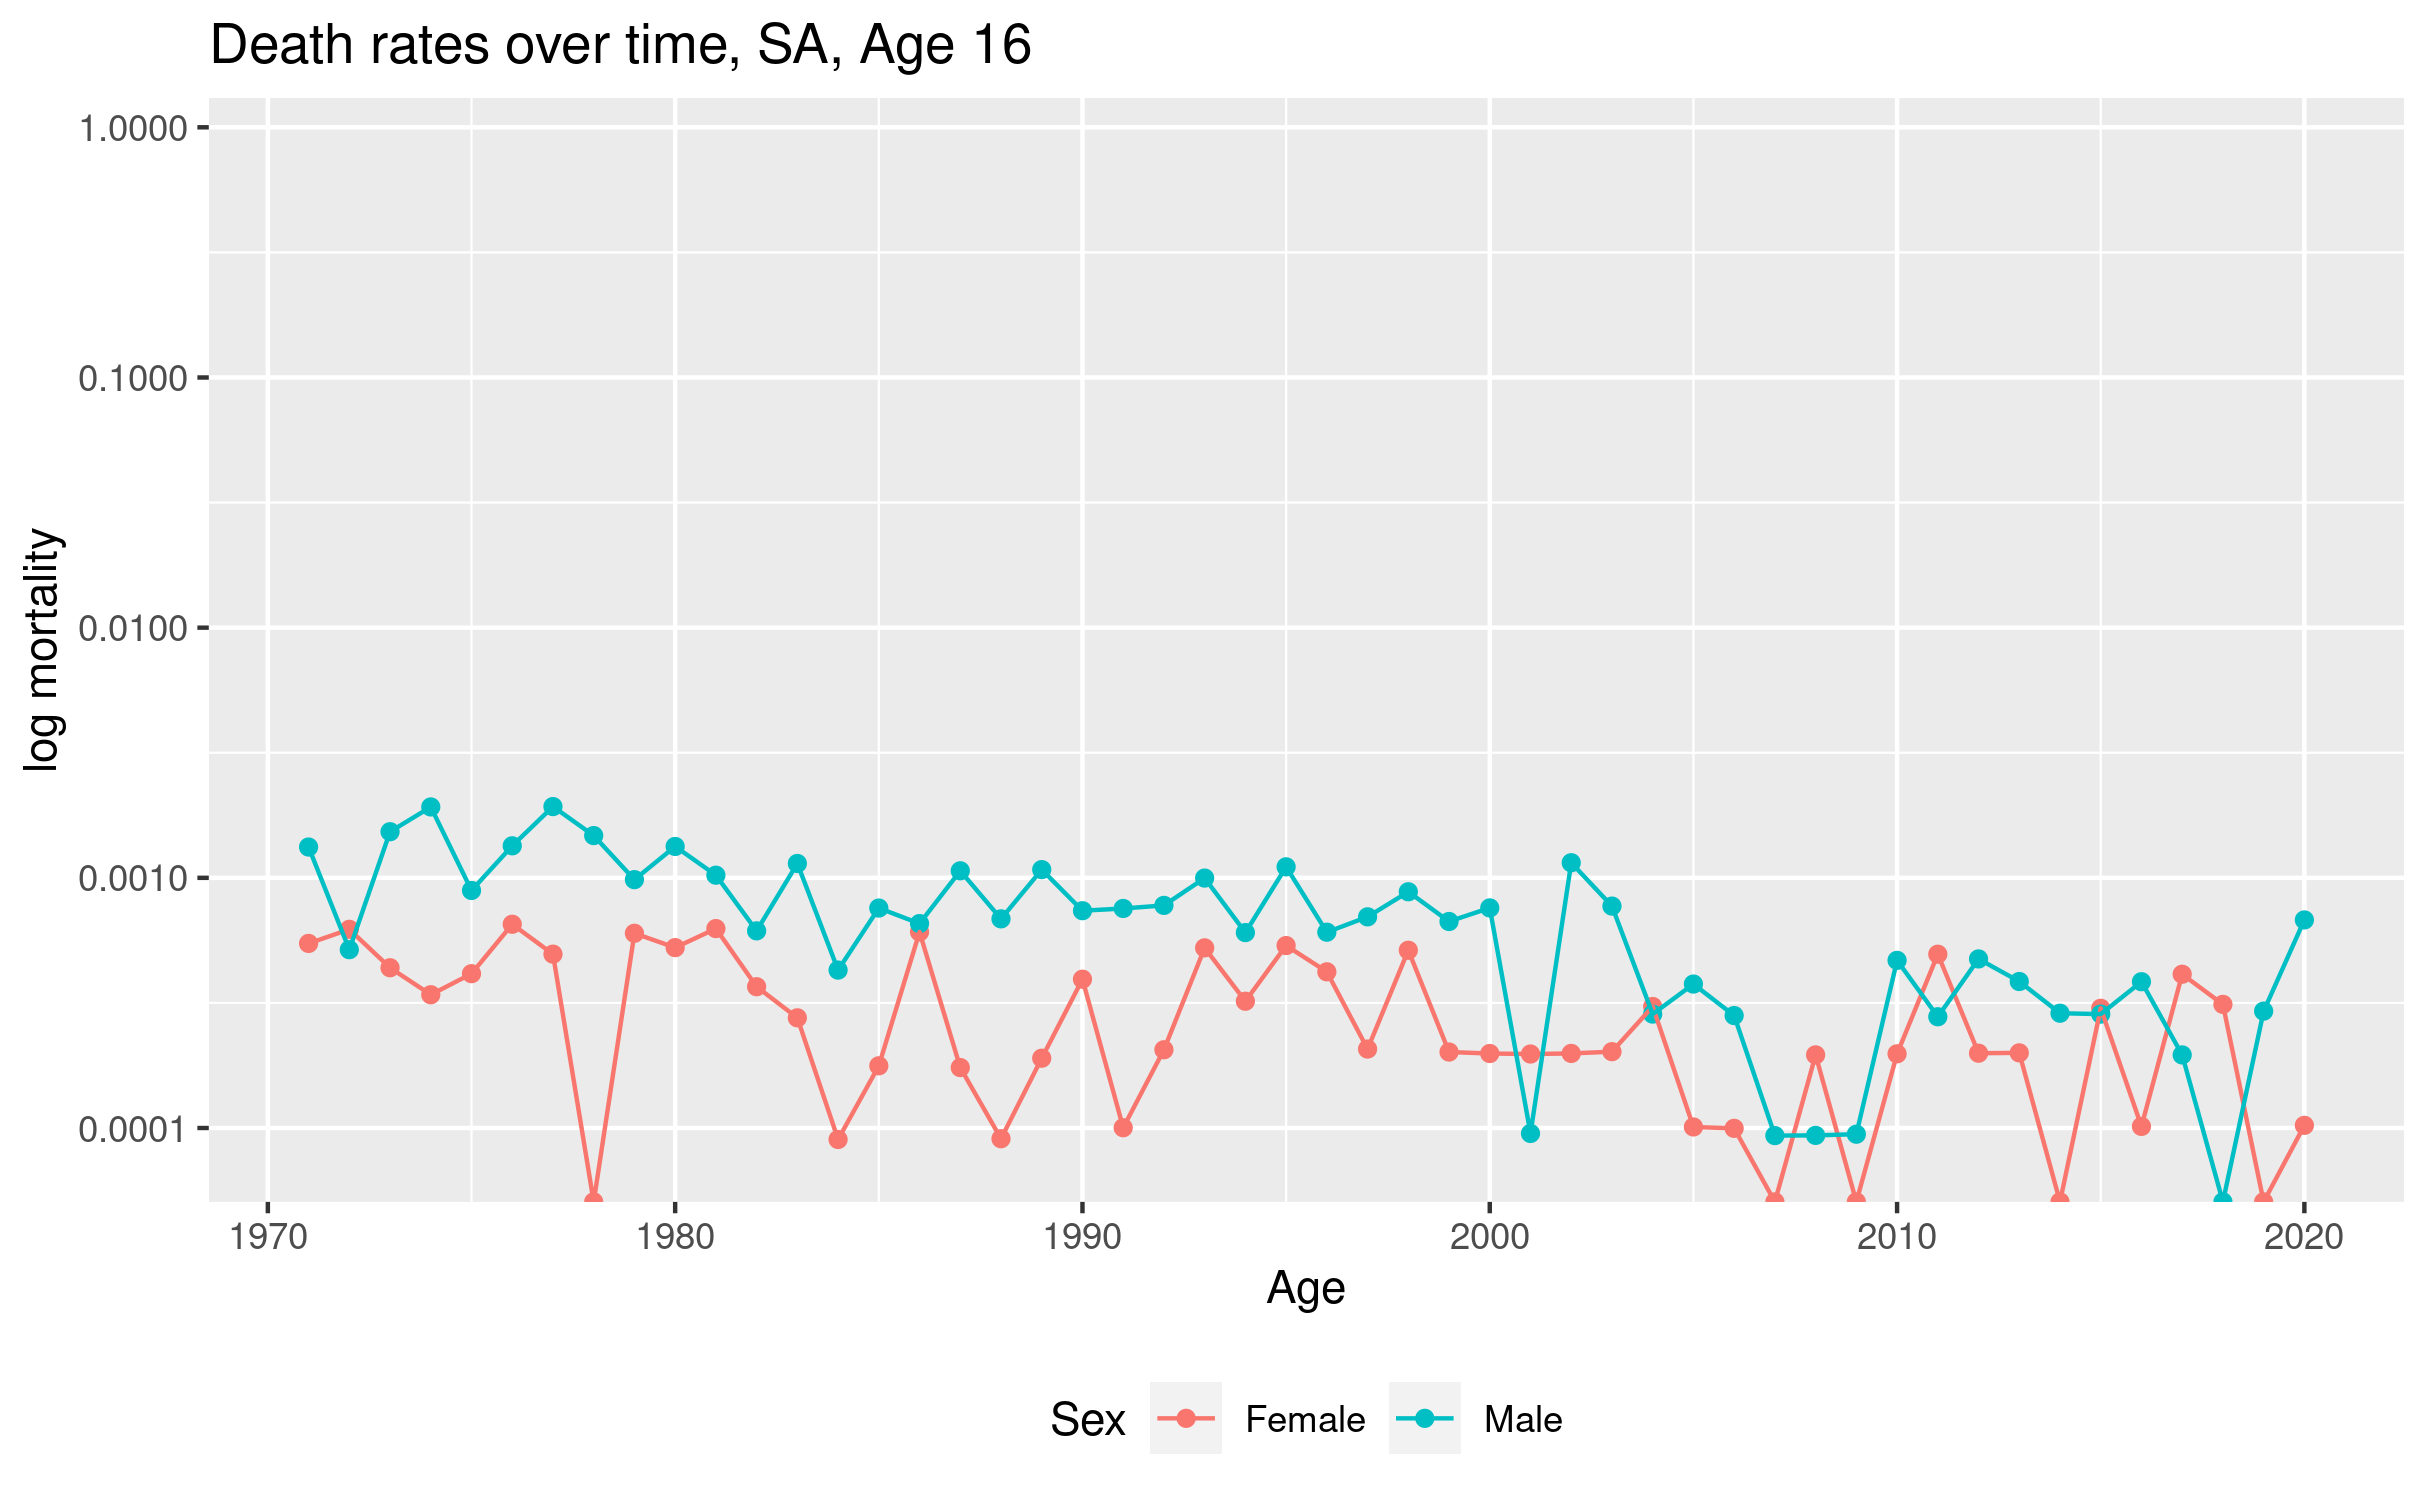 Death rates over time, SA, Age 16
1.0000
0.1000
0.0100
0.0010
0.0001
log mortality
1970 1980 1990 2000 2010 2020
Age
Sex Female Male